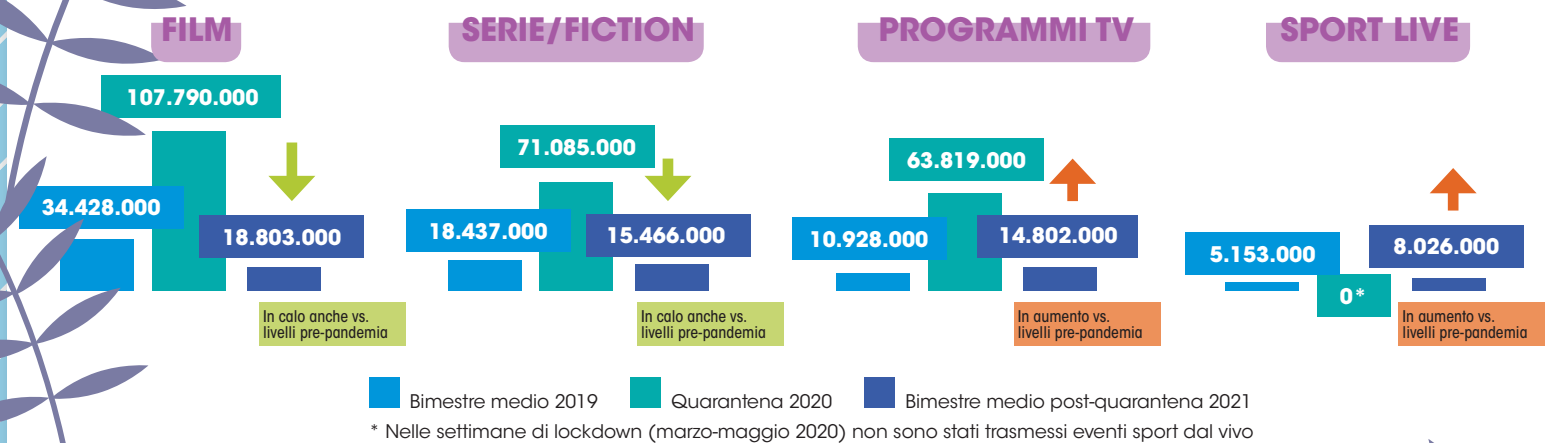 FILM
107.790.000
34.428.000
18.803.000
In calo anche vs.
livelli pre-pandemia
SERIE/FICTION
71.085.000
18.437.000
15.466.000
In calo anche vs.
livelli pre-pandemia
PROGRAMMI TV
63.819.000
10.928.000
14.802.000
In aumento vs.
livelli pre-pandemia
SPORT LIVE
5.153.000
0*
8.026.000
In aumento vs.
livelli pre-pandemia
Bimestre medio 2019
Quarantena 2020
Bimestre medio post-quarantena 2021
* Nelle settimane di lockdown (marzo-maggio 2020) non sono stati trasmessi eventi sport dal vivo